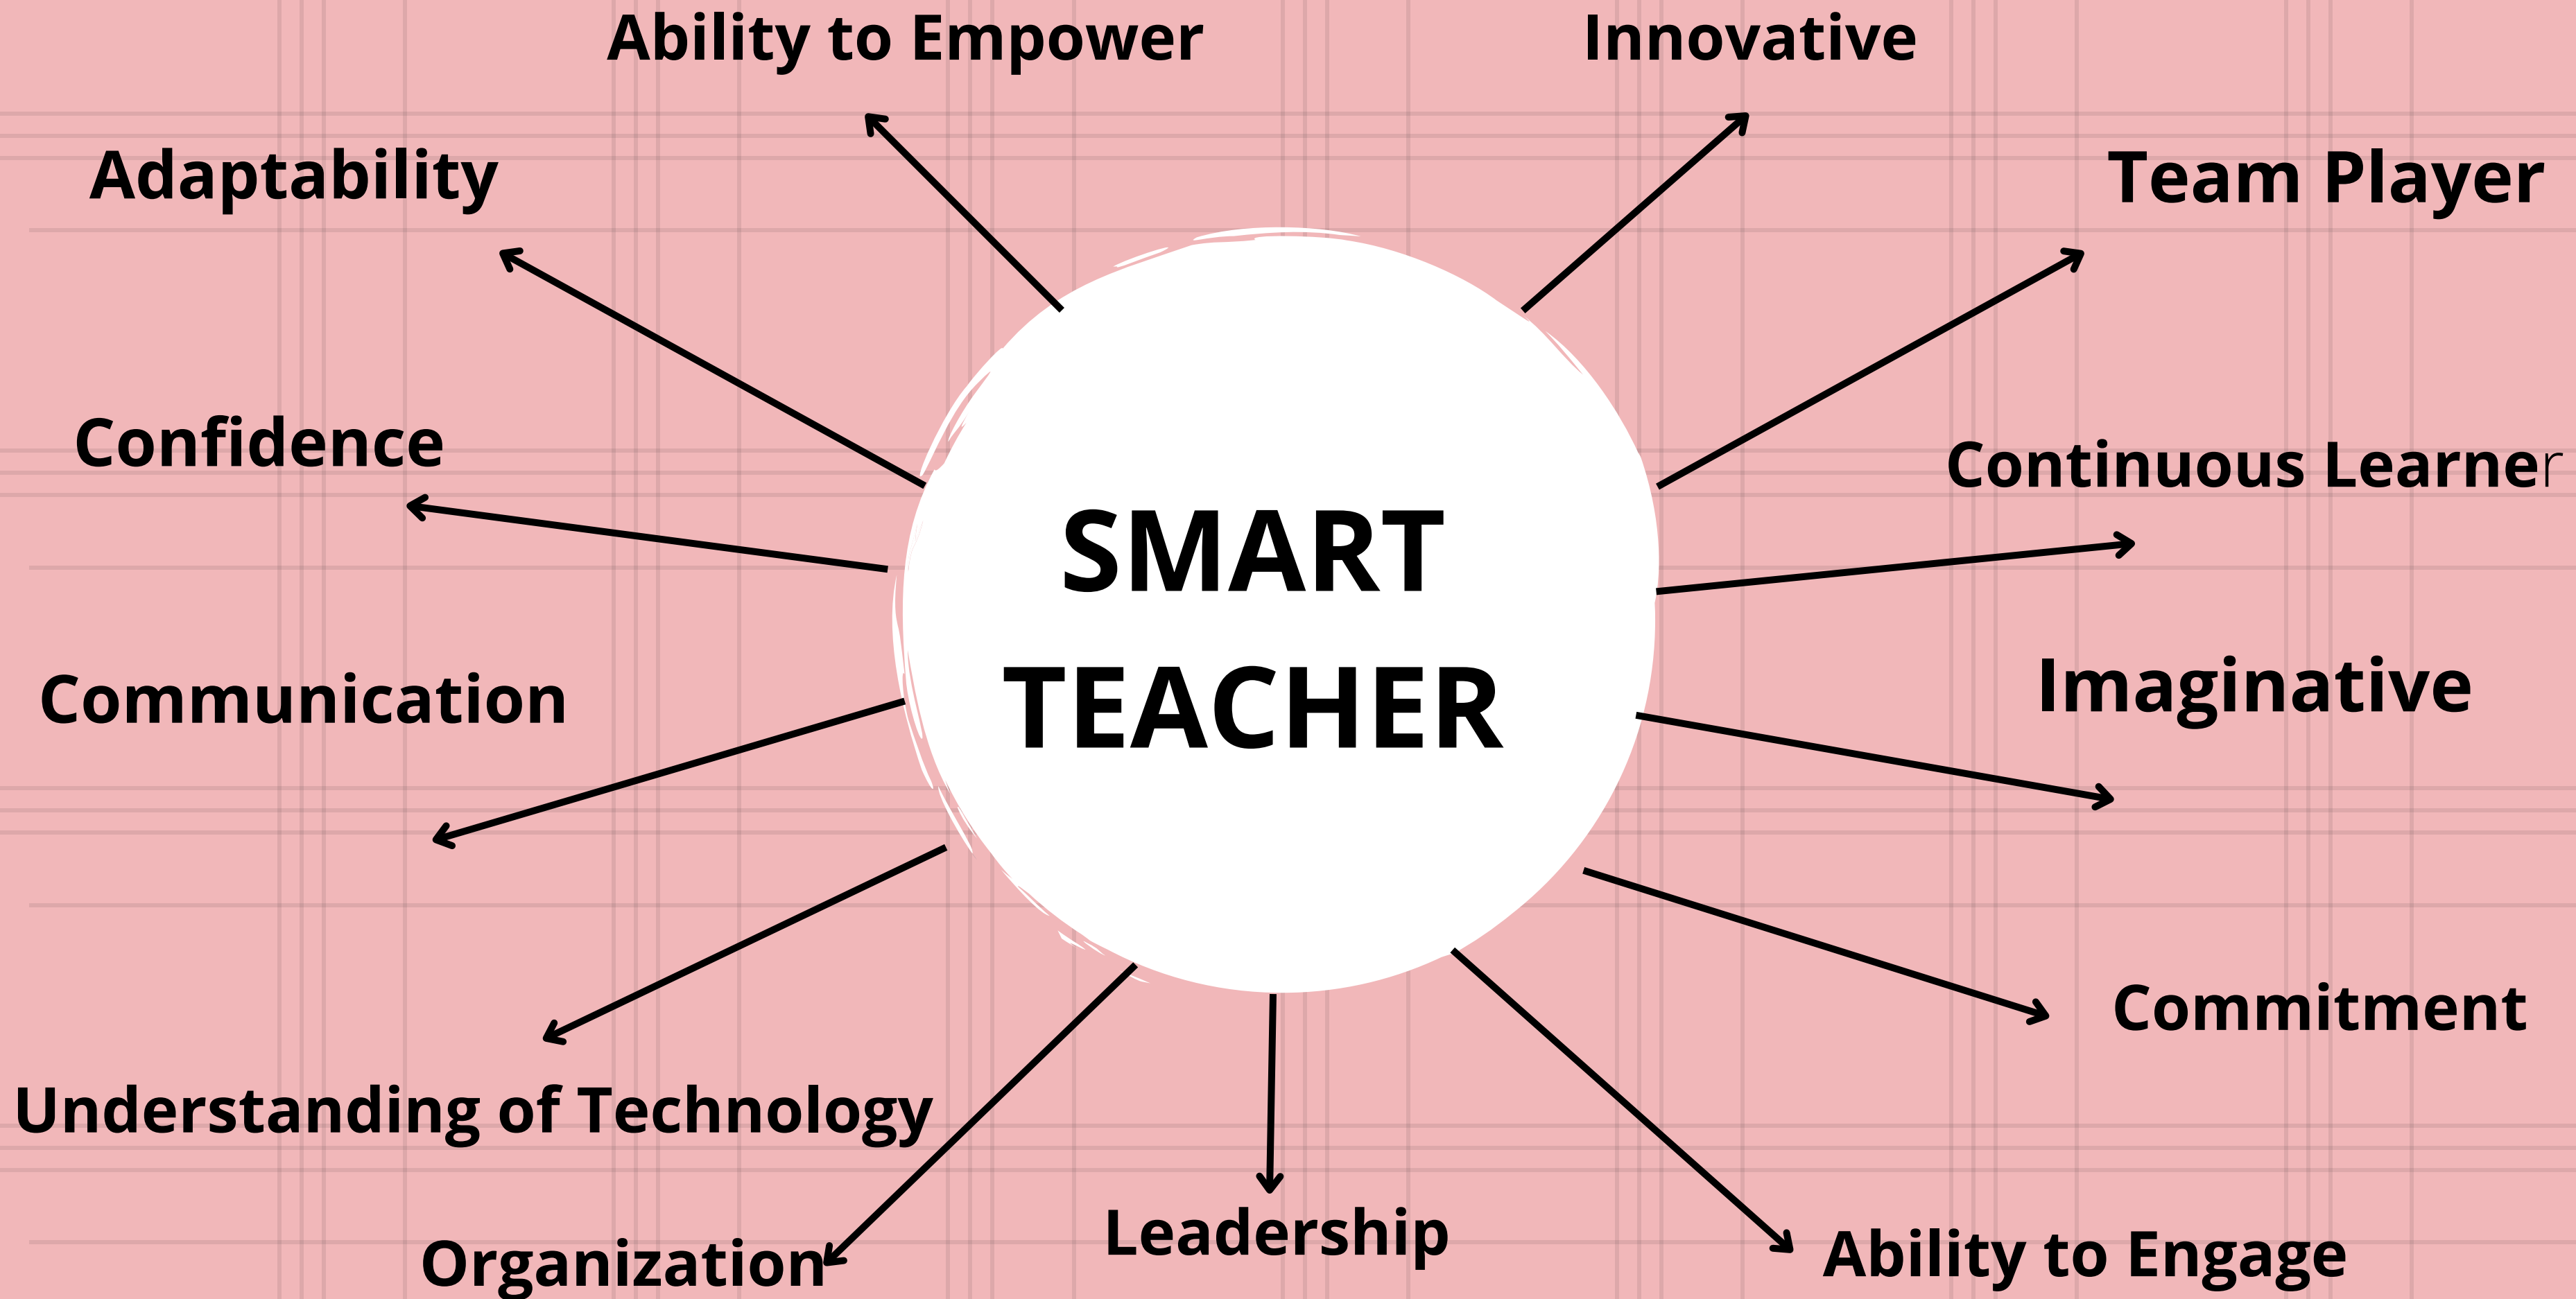 Ability to Empower
Innovative
Adaptability
Team Player
Confidence
Continuous Learner
SMART
TEACHER
Communication
Imaginative
Commitment
Understanding of Technology
Leadership
Organization
Ability to Engage